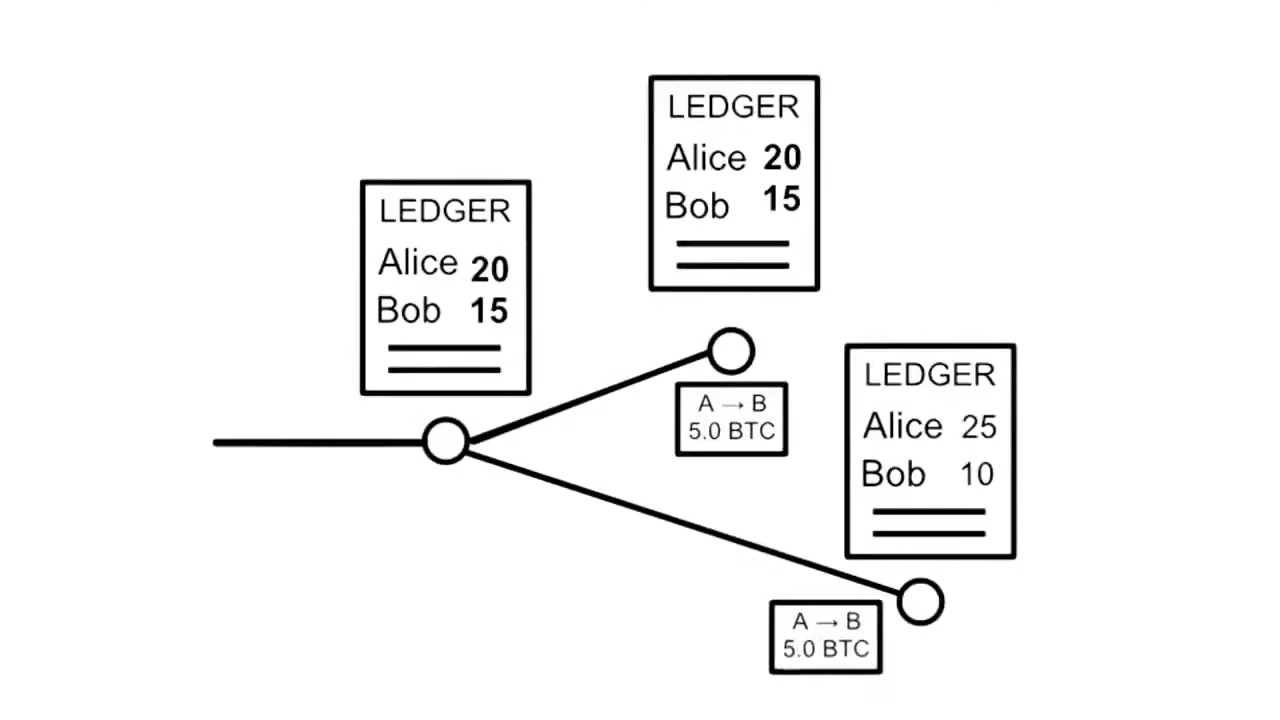 LEDGER
Alice 20
Bob 15
LEDGER
Alice 20
Bob 15
A → B
5.0 BTC
LEDGER
Alice 25
Bob 10
A → B
5.0 BTC